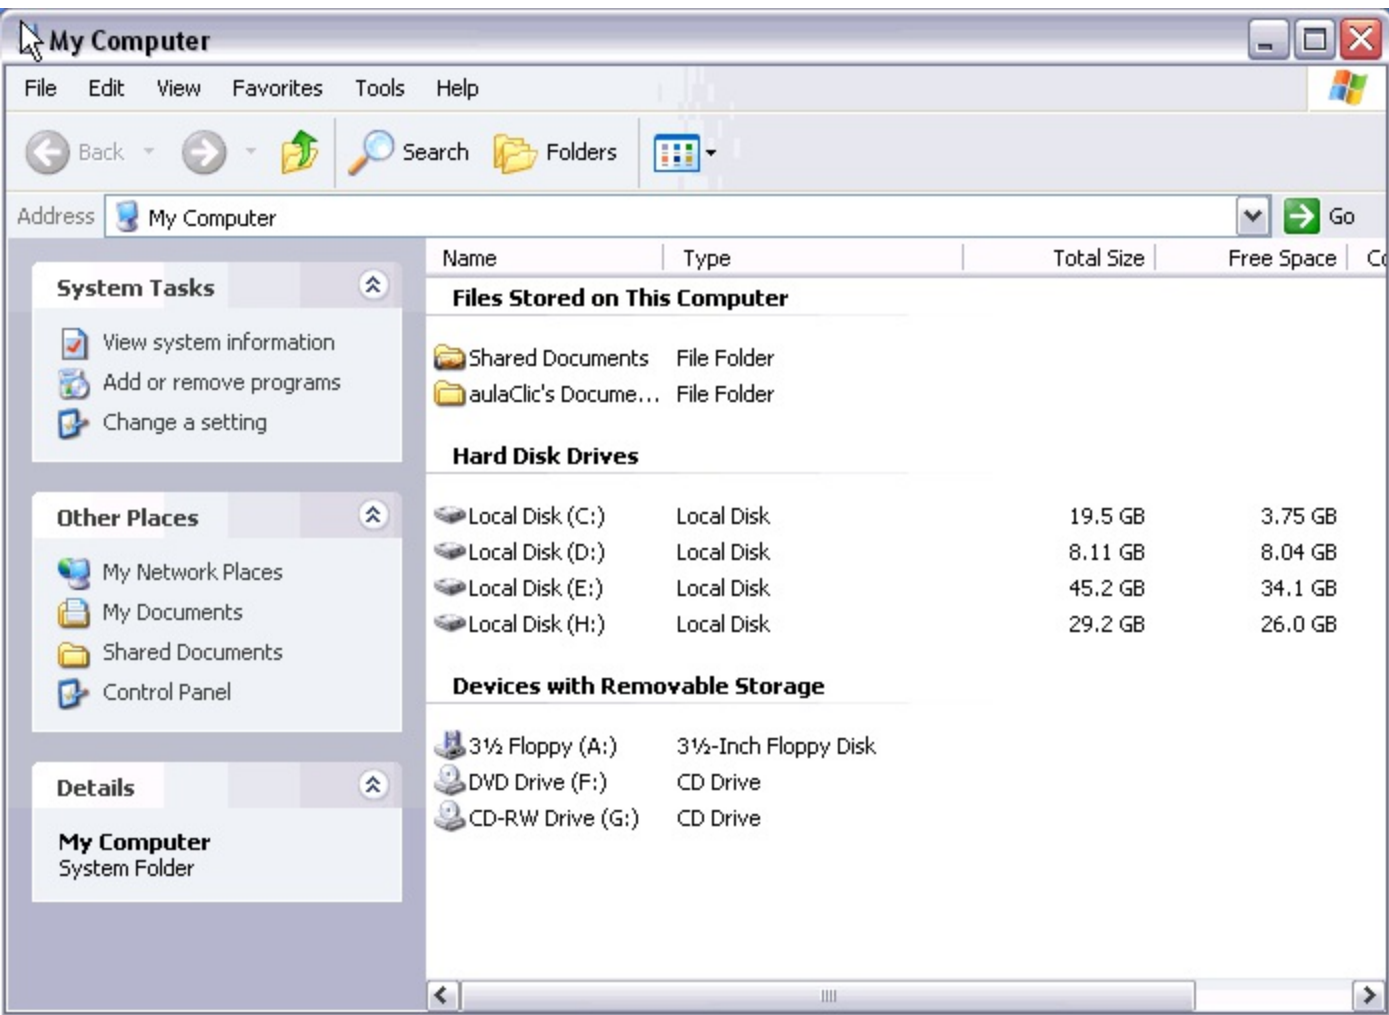 My Computer
File Edit View Favorites Tools Help
Back Search Folders
Address My Computer Go
System Tasks
View system information
Add or remove programs
Change a setting
Other Places
My Network Places
My Documents
Shared Documents
Control Panel
Details
My Computer
System Folder
Name Type Total Size Free Space
Files Stored on This Computer
Shared Documents File Folder
aulaClic's Docume... File Folder
Hard Disk Drives
Local Disk (C:) Local Disk 19.5 GB 3.75 GB
Local Disk (D:) Local Disk 8.11 GB 8.04 GB
Local Disk (E:) Local Disk 45.2 GB 34.1 GB
Local Disk (H:) Local Disk 29.2 GB 26.0 GB
Devices with Removable Storage
3½ Floppy (A:) 3½-Inch Floppy Disk
DVD Drive (F:) CD Drive
CD-RW Drive (G:) CD Drive